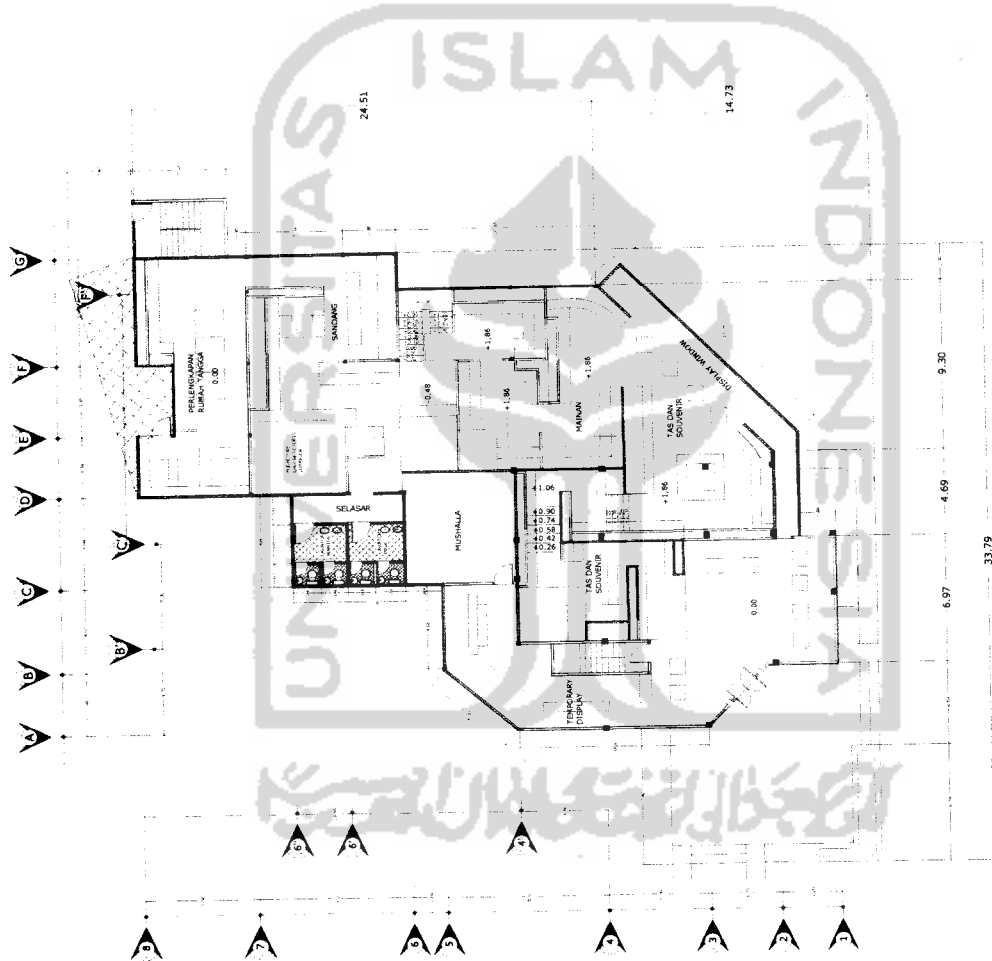 UNIVERSITAS ISLAM INDONESIA
24.51
14.73
G
F'
F
E
D
C'
C
B'
B
A
PERLENGKAPAN
RUMAH TANGGA
0.00
SANDANG
SELASAR
MUSHALLA
-0.48
+1.86
+1.86
+1.86
MAINAN
DISPLAY WINDOW
TAS DAN
SOUVENIR
+1.86
+1.06
+0.90
+0.74
+0.58
+0.42
+0.26
TAS DAN
SOUVENIR
0.00
TEMPORARY
DISPLAY
9.30
4.69
6.97
33.79
4
8
7
6
5
4'
4
3
2
1